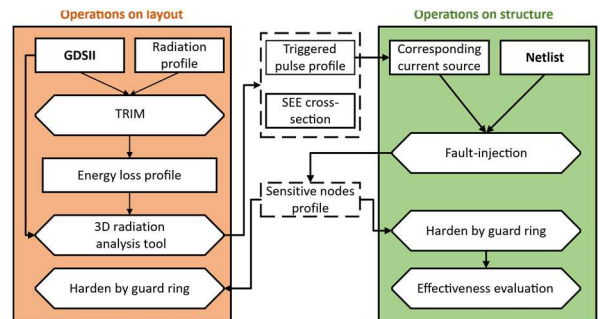 Operations on layout
Operations on structure
GDSII
Radiation
profile
TRIM
Energy loss profile
3D radiation
analysis tool
Harden by guard ring
Triggered
pulse profile
SEE cross-
section
Sensitive nodes
profile
Corresponding
current source
Netlist
Fault-injection
Harden by guard ring
Effectiveness evaluation